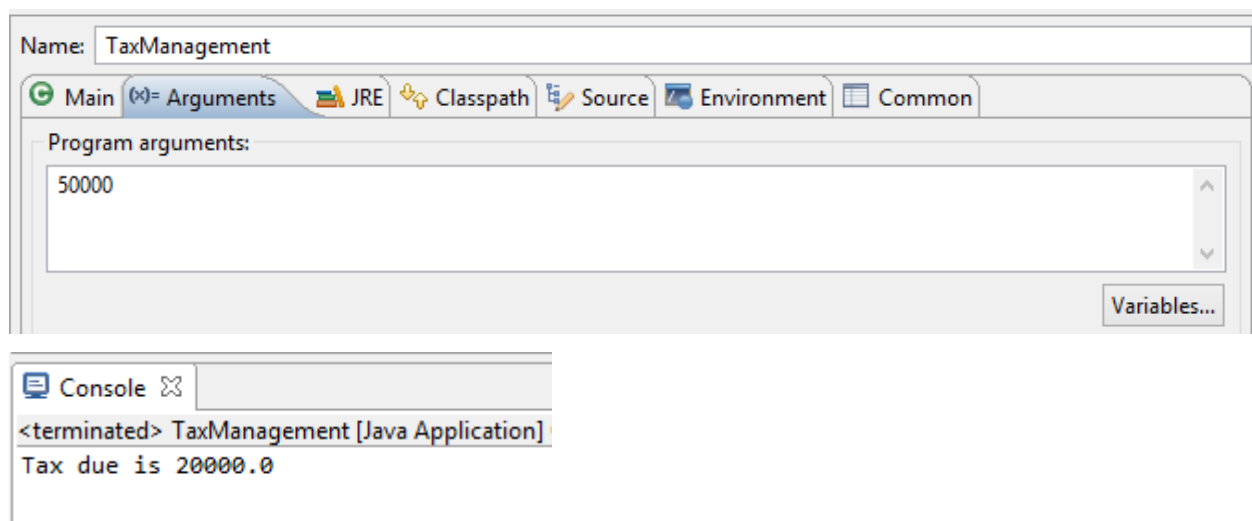 Name: TaxManagement
Main (x)= Arguments JRE Classpath Source Environment Common
Program arguments:
50000
Variables...
Console
<terminated> TaxManagement [Java Application]
Tax due is 20000.0